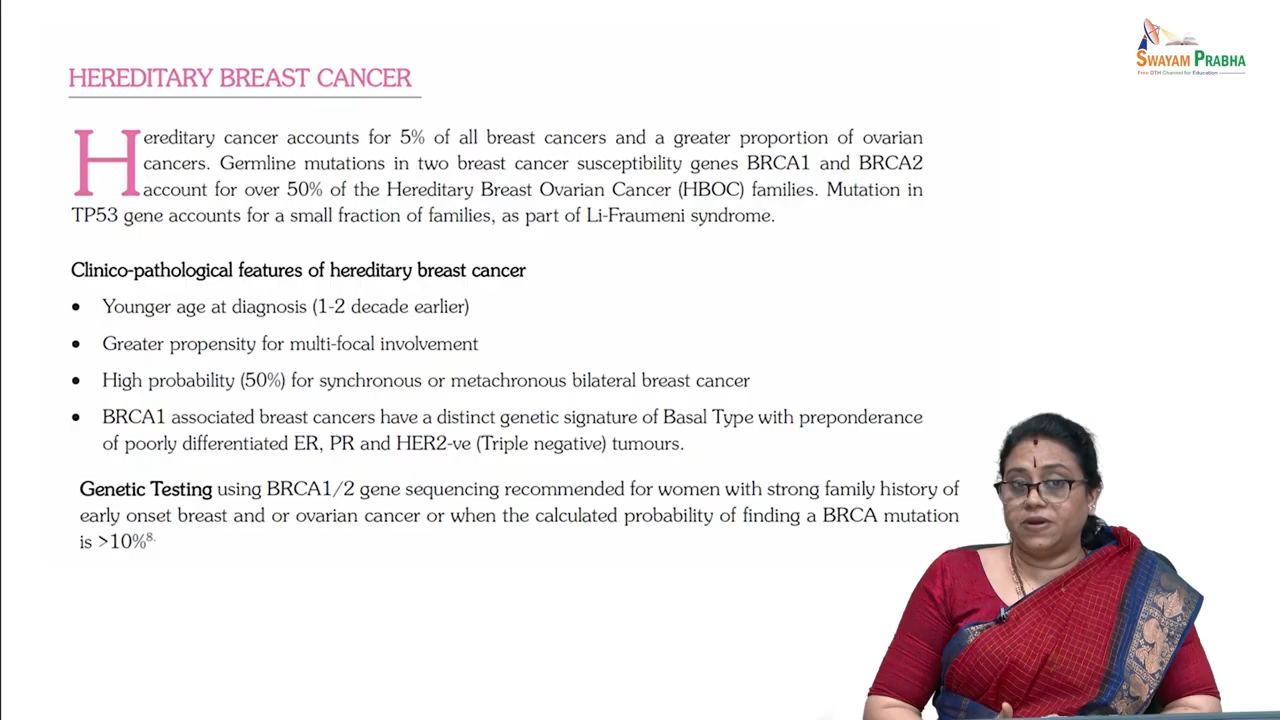 SWAYAM PRABHA
Free DTH Channel for Education
HEREDITARY BREAST CANCER
Hereditary cancer accounts for 5% of all breast cancers and a greater proportion of ovarian
cancers. Germline mutations in two breast cancer susceptibility genes BRCA1 and BRCA2
account for over 50% of the Hereditary Breast Ovarian Cancer (HBOC) families. Mutation in
TP53 gene accounts for a small fraction of families, as part of Li-Fraumeni syndrome.
Clinico-pathological features of hereditary breast cancer
• Younger age at diagnosis (1-2 decade earlier)
• Greater propensity for multi-focal involvement
• High probability (50%) for synchronous or metachronous bilateral breast cancer
• BRCA1 associated breast cancers have a distinct genetic signature of Basal Type with preponderance
of poorly differentiated ER, PR and HER2-ve (Triple negative) tumours.
Genetic Testing using BRCA1/2 gene sequencing recommended for women with strong family history of
early onset breast and or ovarian cancer or when the calculated probability of finding a BRCA mutation
is >10%8.